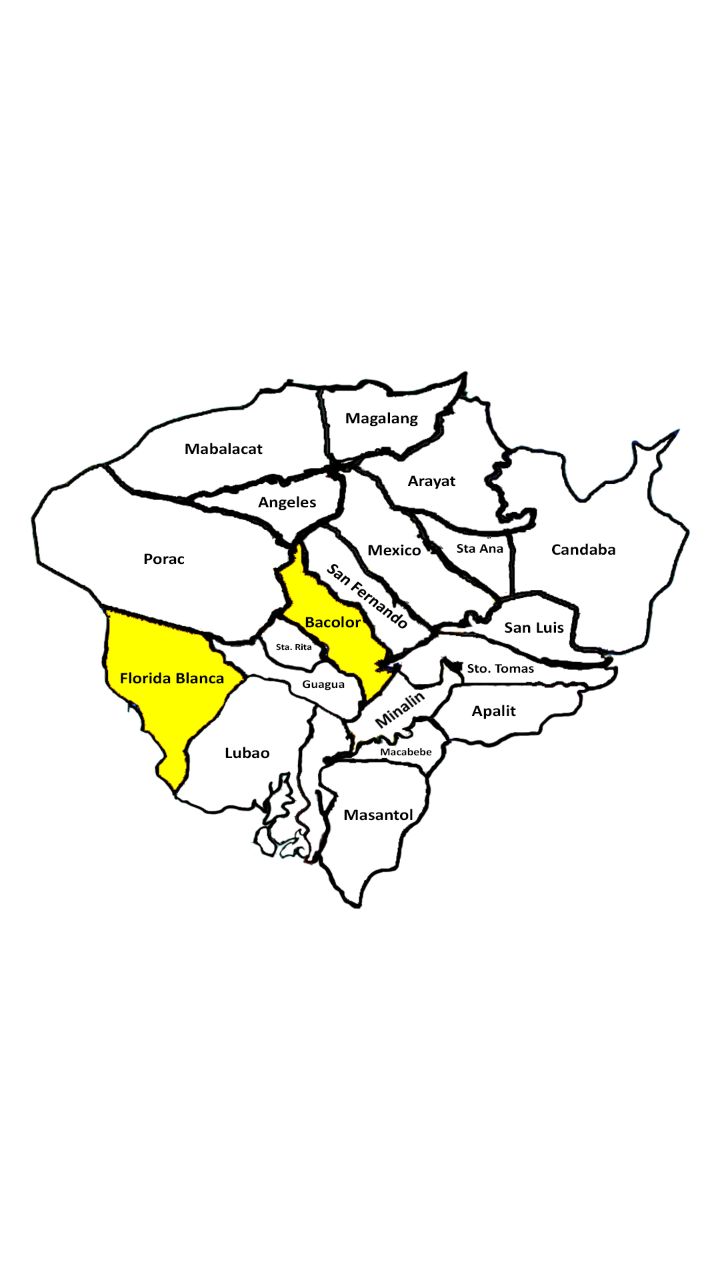 Magalang
Mabalacat
Arayat
Angeles
Mexico
Sta Ana
Candaba
Porac
San Fernando
Bacolor
San Luis
Sta. Rita
Sto. Tomas
Florida Blanca
Guagua
Minalin
Apalit
Lubao
Macabebe
Masantol